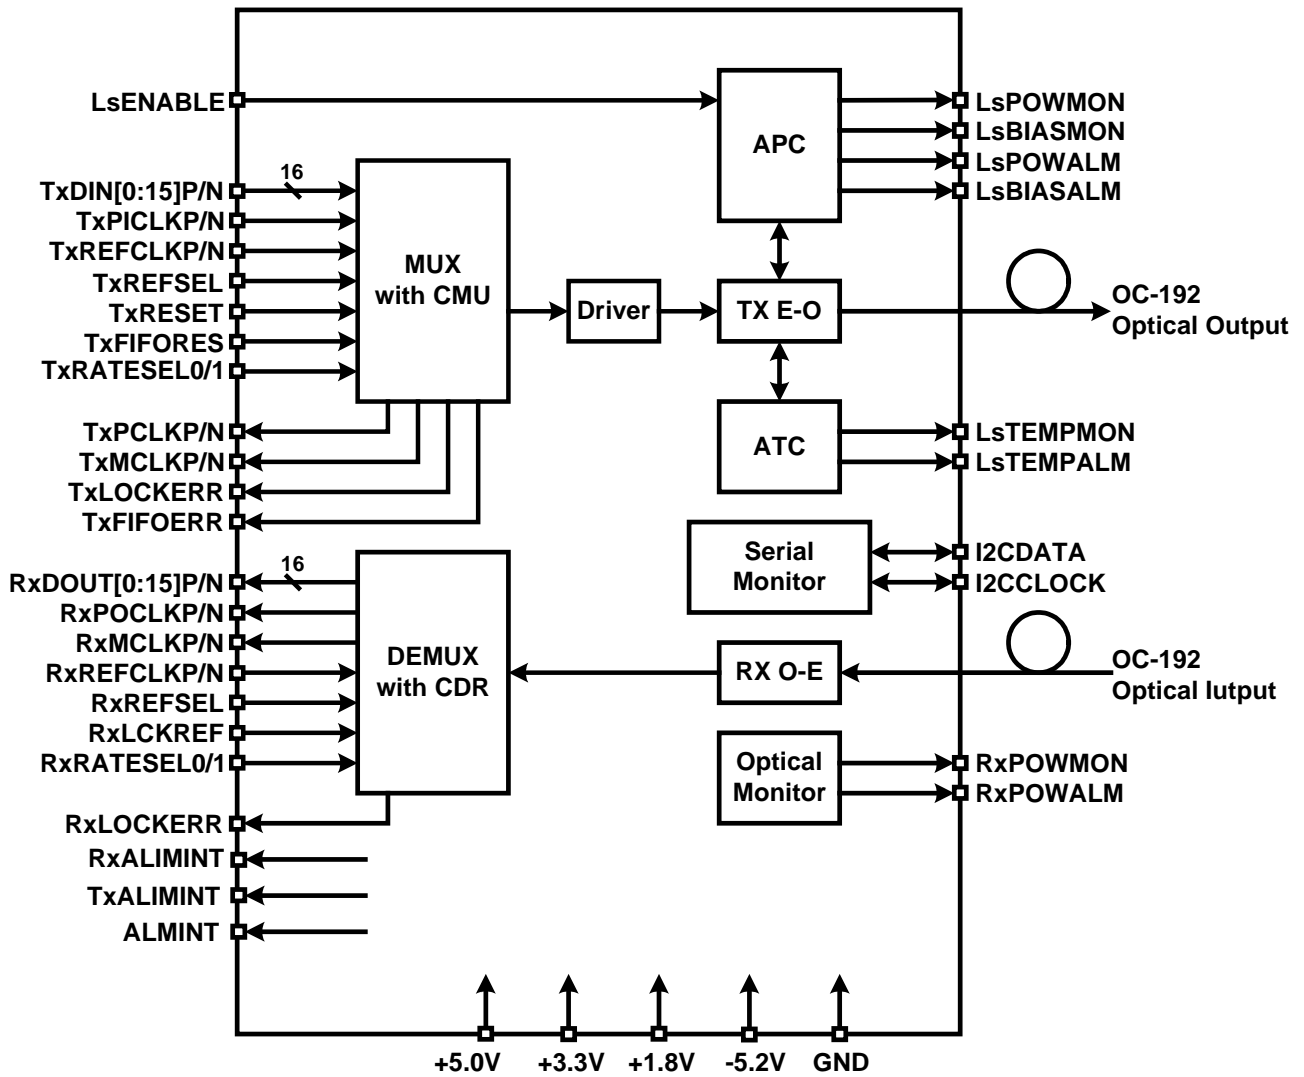 LsENABLE
TxDIN[0:15]P/N
16
TxPICLKP/N
TxREFCLKP/N
TxREFSEL
TxRESET
TxFIFORES
TxRATESEL0/1
TxPCLKP/N
TxMCLKP/N
TxLOCKERR
TxFIFOERR
RxDOUT[0:15]P/N
16
RxPOCLKP/N
RxMCLKP/N
RxREFCLKP/N
RxREFSEL
RxLCKREF
RxRATESEL0/1
RxLOCKERR
RxALIMINT
TxALIMINT
ALMINT
MUX
with CMU
DEMUX
with CDR
Driver
APC
TX E-O
ATC
Serial
Monitor
RX O-E
Optical
Monitor
LsPOWMON
LsBIASMON
LsPOWALM
LsBIASALM
OC-192
Optical Output
LsTEMPMON
LsTEMPALM
I2CDATA
I2CCLOCK
OC-192
Optical Iutput
RxPOWMON
RxPOWALM
+5.0V
+3.3V
+1.8V
-5.2V
GND